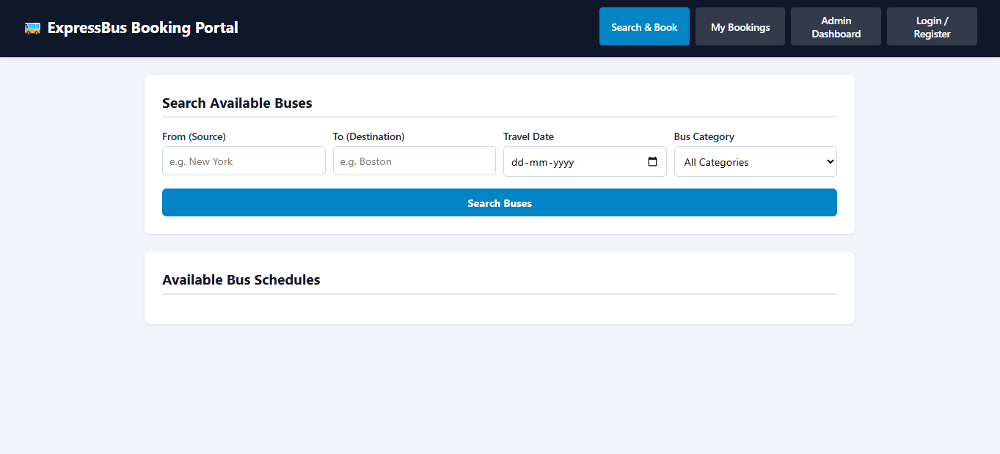 ExpressBus Booking Portal
Search & Book
My Bookings
Admin
Dashboard
Login /
Register
Search Available Buses
From (Source)
To (Destination)
Travel Date
Bus Category
e.g. New York
e.g. Boston
dd-mm-yyyy
All Categories
Search Buses
Available Bus Schedules